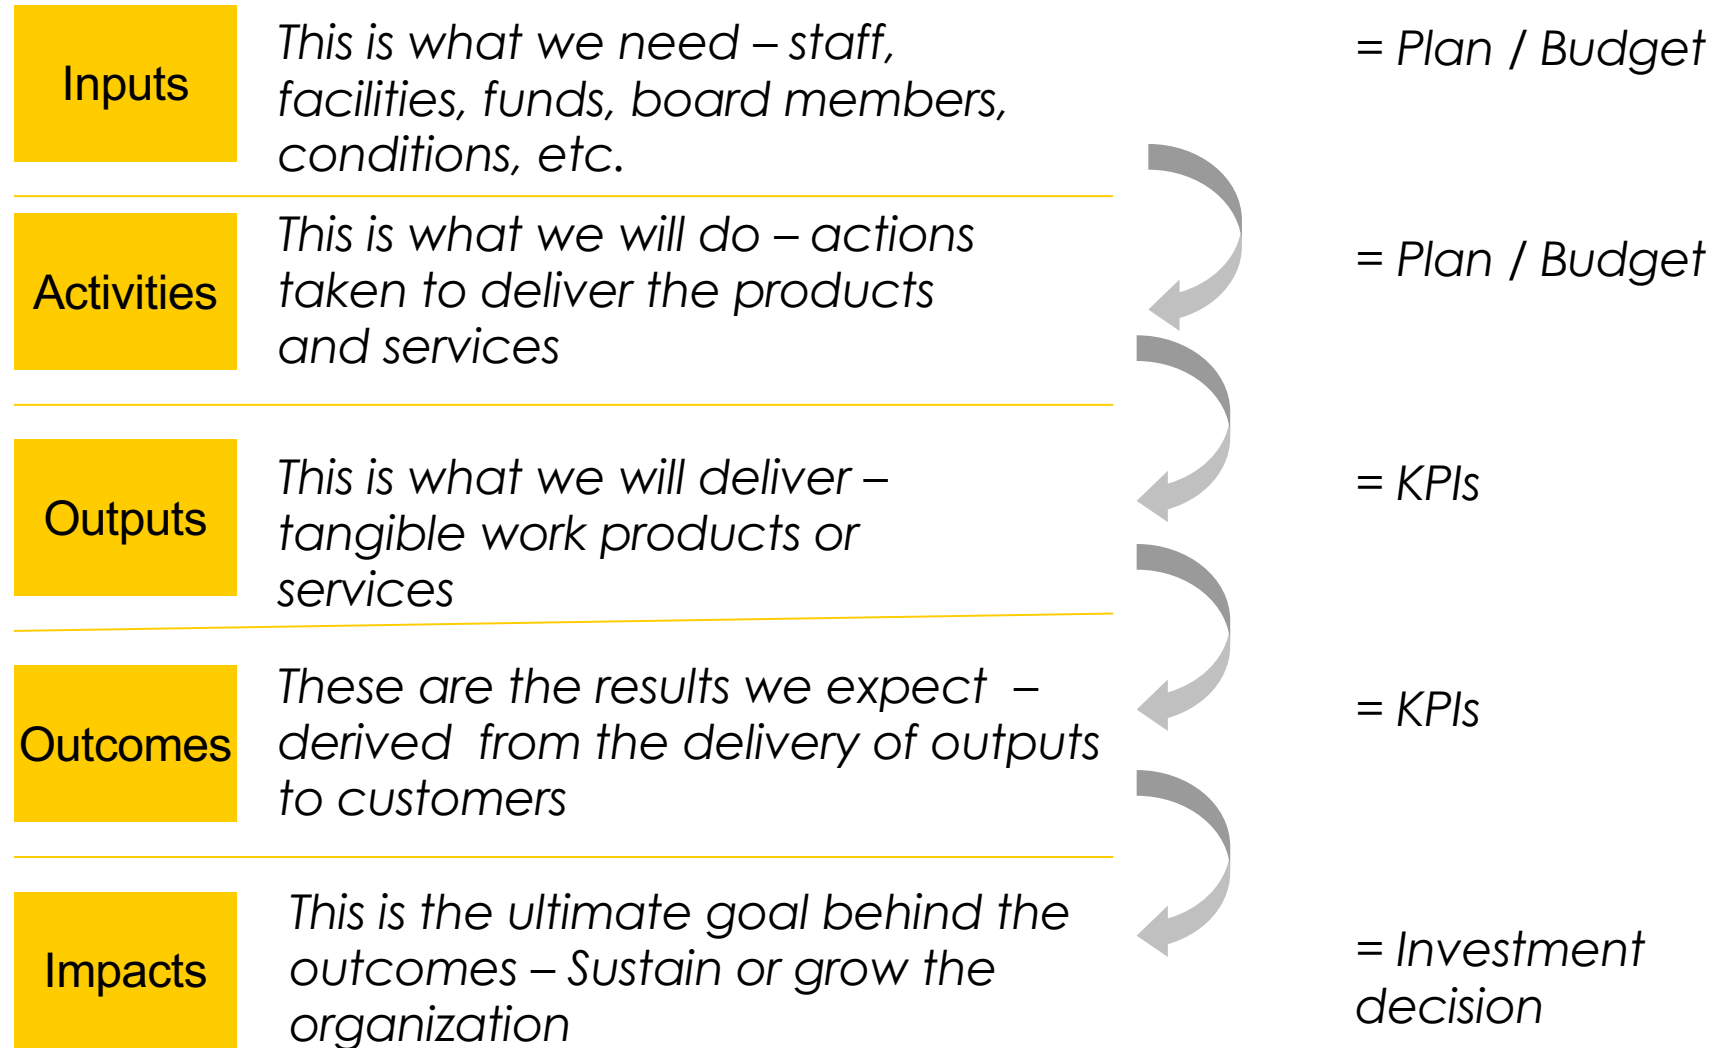 Inputs
This is what we need – staff,
facilities, funds, board members,
conditions, etc.
= Plan / Budget
Activities
This is what we will do – actions
taken to deliver the products
and services
= Plan / Budget
Outputs
This is what we will deliver –
tangible work products or
services
= KPIs
Outcomes
These are the results we expect  –
derived  from the delivery of outputs
to customers
= KPIs
Impacts
This is the ultimate goal behind the
outcomes – Sustain or grow the
organization
= Investment
decision